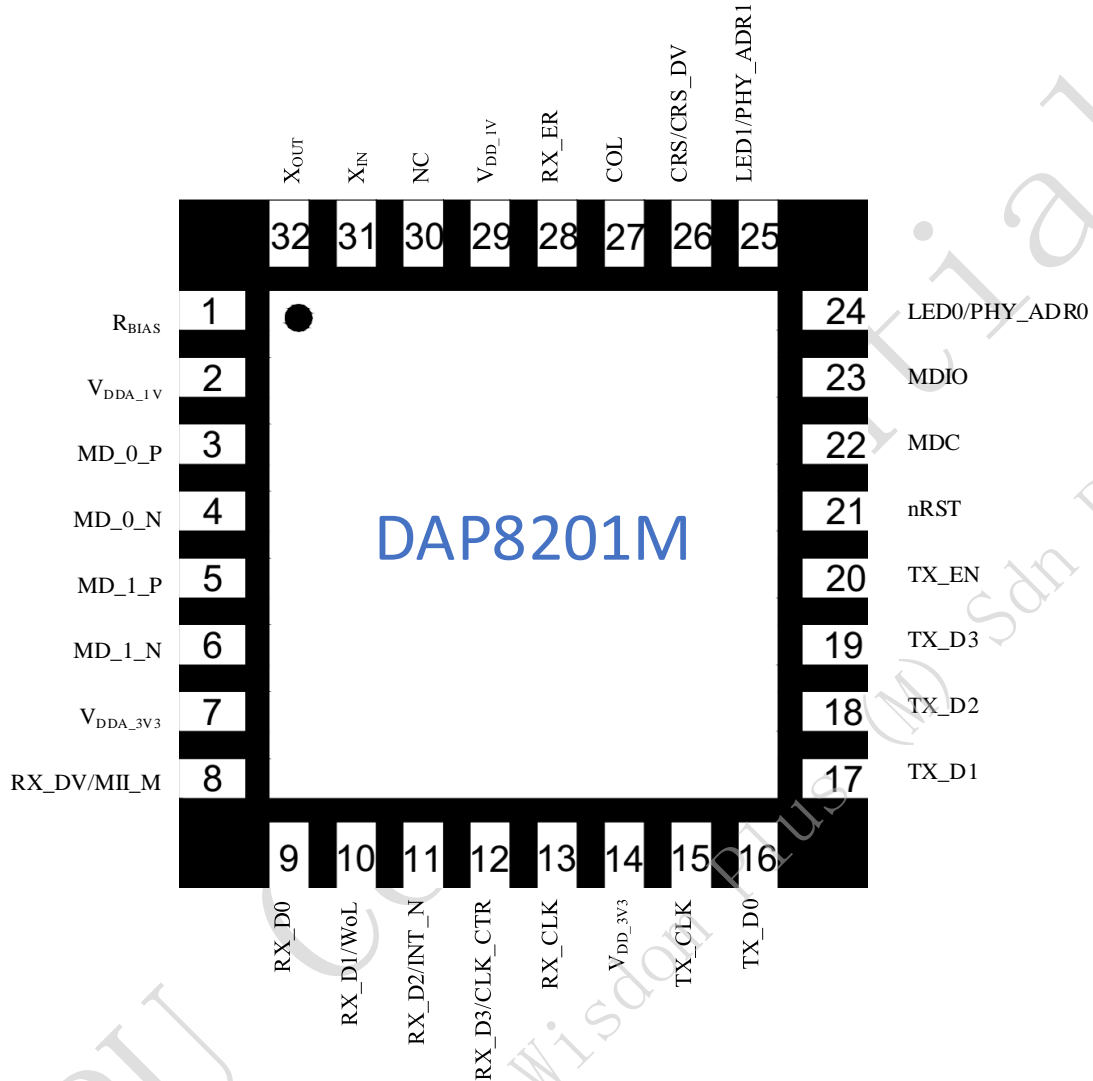 XOUT
XIN
NC
VDD_1V
RX_ER
COL
CRS/CRS_DV
LED1/PHY_ADR1
32
31
30
29
28
27
26
25
RBIAS
1
VDDA_1V
2
MD_0_P
3
MD_0_N
4
MD_1_P
5
MD_1_N
6
VDDA_3V3
7
RX_DV/MII_M
8
DAP8201M
24
LED0/PHY_ADR0
23
MDIO
22
MDC
21
nRST
20
TX_EN
19
TX_D3
18
TX_D2
17
TX_D1
9
10
11
12
13
14
15
16
RX_D0
RX_D1/WoL
RX_D2/INT_N
RX_D3/CLK_CTR
RX_CLK
VDD_3V3
TX_CLK
TX_D0
Wisdom Plus (M) Sdn